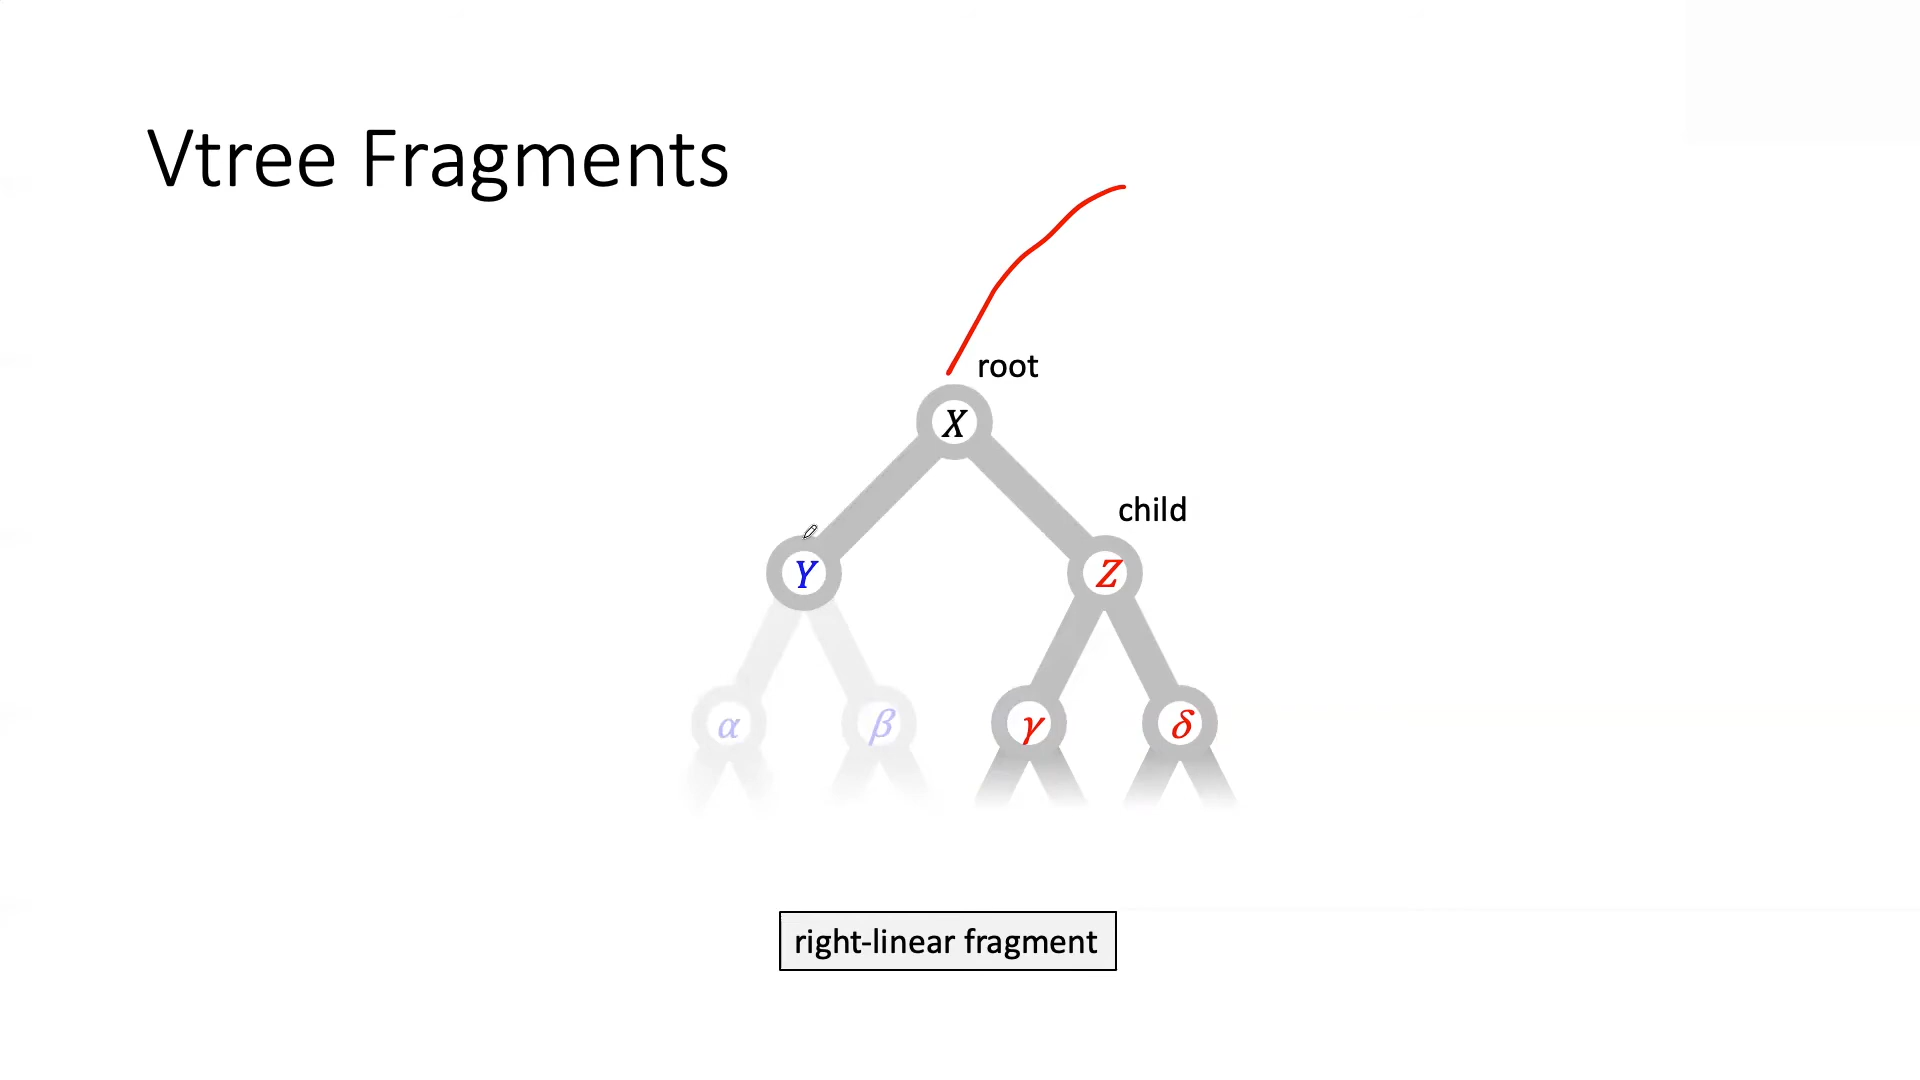 Vtree Fragments
root
X
child
Y
Z
α
β
γ
δ
right-linear fragment